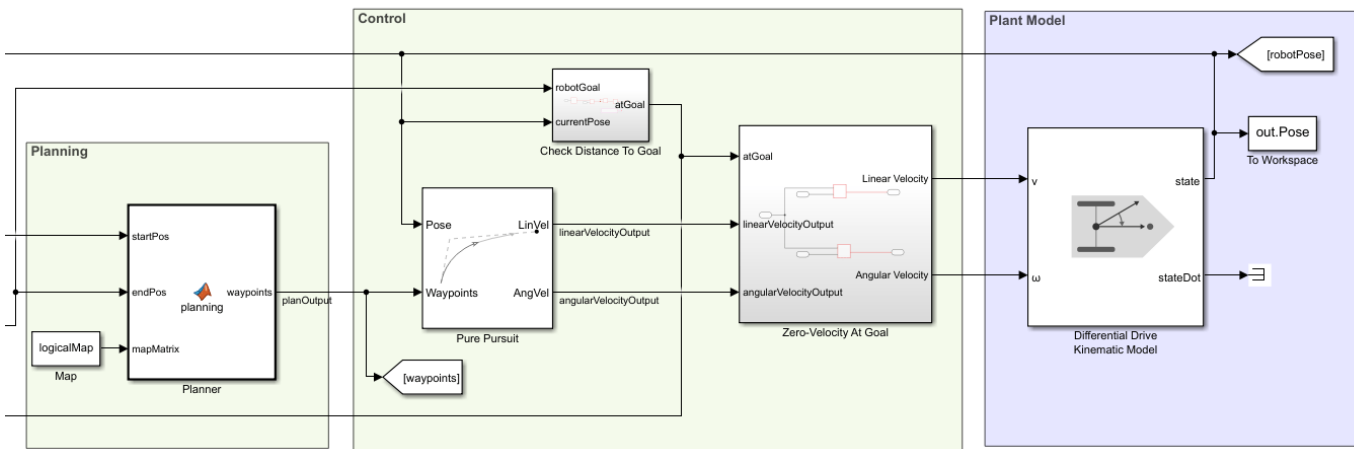 Control
Plant Model
[robotPose]
robotGoal
atGoal
currentPose
Check Distance To Goal
out.Pose
To Workspace
Planning
atGoal
Linear Velocity
linearVelocityOutput
Angular Velocity
angularVelocityOutput
Zero-Velocity At Goal
v
state
ω
stateDot
Differential Drive
Kinematic Model
Pose
LinVel
linearVelocityOutput
Waypoints
AngVel
angularVelocityOutput
Pure Pursuit
startPos
endPos
planning
waypoints
planOutput
mapMatrix
Planner
logicalMap
Map
[waypoints]